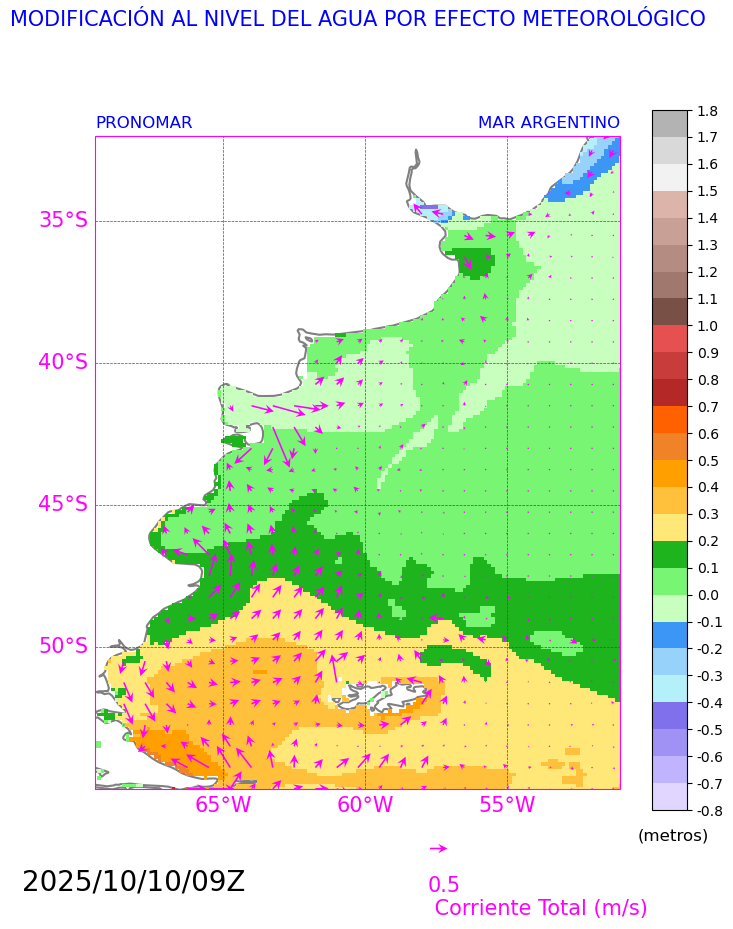 MODIFICACIÓN AL NIVEL DEL AGUA POR EFECTO METEOROLÓGICO
PRONOMAR
MAR ARGENTINO
35°S
40°S
45°S
50°S
65°W
60°W
55°W
1.8
1.7
1.6
1.5
1.4
1.3
1.2
1.1
1.0
0.9
0.8
0.7
0.6
0.5
0.4
0.3
0.2
0.1
0.0
-0.1
-0.2
-0.3
-0.4
-0.5
-0.6
-0.7
-0.8
(metros)
2025/10/10/09Z
0.5
Corriente Total (m/s)